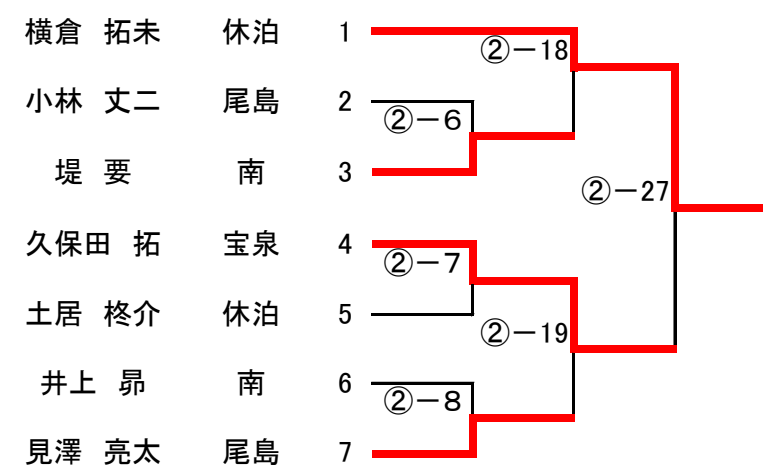 横倉 拓未 休泊 1
②－18
小林 丈二 尾島 2
②－6
堤 要 南 3
②－27
久保田 拓 宝泉 4
②－7
土居 柊介 休泊 5
②－19
井上 昴 南 6
②－8
見澤 亮太 尾島 7